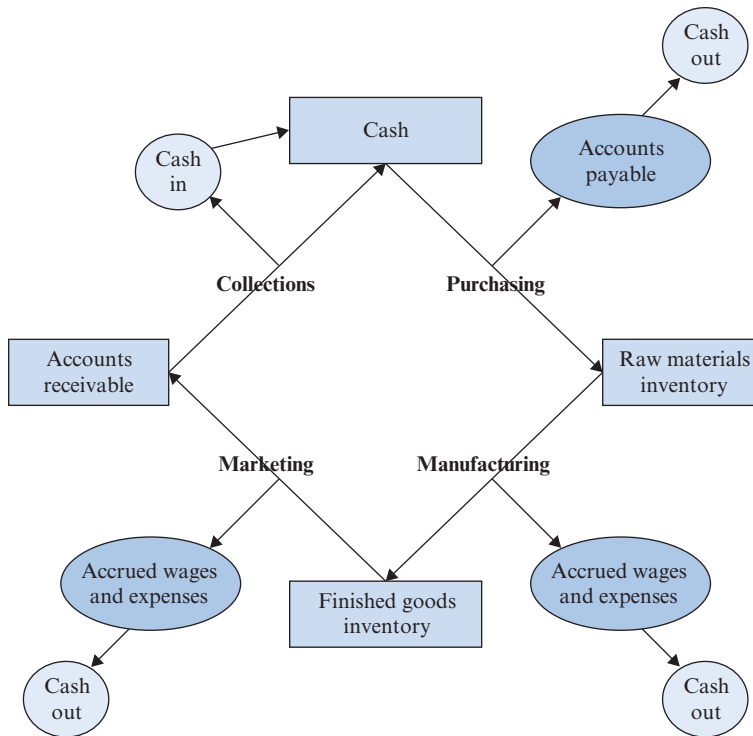 Cash
out
Cash
Accounts
payable
Cash
in
Collections
Purchasing
Accounts
receivable
Raw materials
inventory
Marketing
Manufacturing
Accrued wages
and expenses
Finished goods
inventory
Accrued wages
and expenses
Cash
out
Cash
out